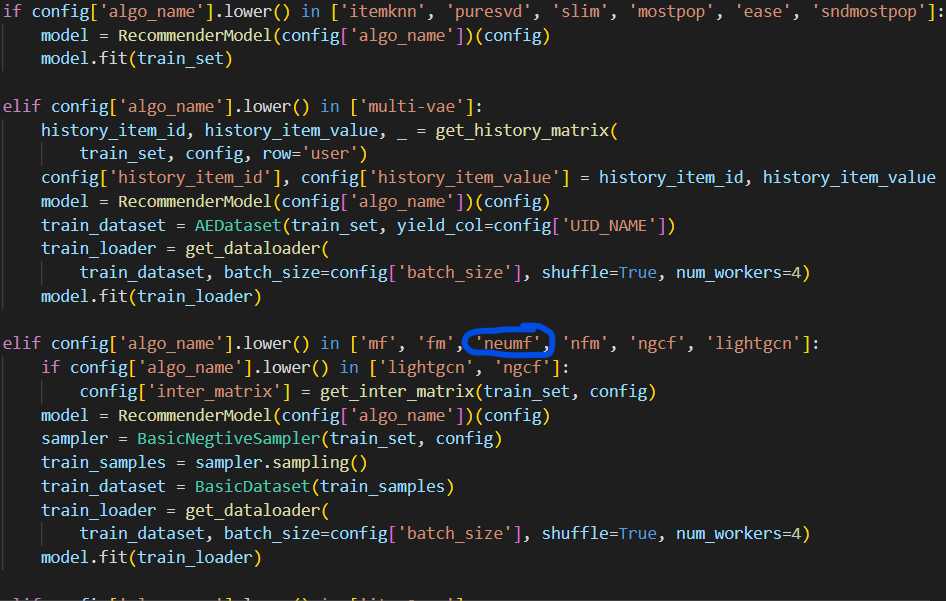 if config['algo_name'].lower() in ['itemknn', 'puresvd', 'slim', 'mostpop', 'ease', 'sndmostpop']:
model = RecommenderModel(config['algo_name'])(config)
model.fit(train_set)
elif config['algo_name'].lower() in ['multi-vae']:
history_item_id, history_item_value, _ = get_history_matrix(
train_set, config, row='user')
config['history_item_id'], config['history_item_value'] = history_item_id, history_item_value
model = RecommenderModel(config['algo_name'])(config)
train_dataset = AEDataset(train_set, yield_col=config['UID_NAME'])
train_loader = get_dataloader(
train_dataset, batch_size=config['batch_size'], shuffle=True, num_workers=4)
model.fit(train_loader)
elif config['algo_name'].lower() in ['mf', 'fm', 'neumf', 'nfm', 'ngcf', 'lightgcn']:
if config['algo_name'].lower() in ['lightgcn', 'ngcf']:
config['inter_matrix'] = get_inter_matrix(train_set, config)
model = RecommenderModel(config['algo_name'])(config)
sampler = BasicNegtiveSampler(train_set, config)
train_samples = sampler.sampling()
train_dataset = BasicDataset(train_samples)
train_loader = get_dataloader(
train_dataset, batch_size=config['batch_size'], shuffle=True, num_workers=4)
model.fit(train_loader)